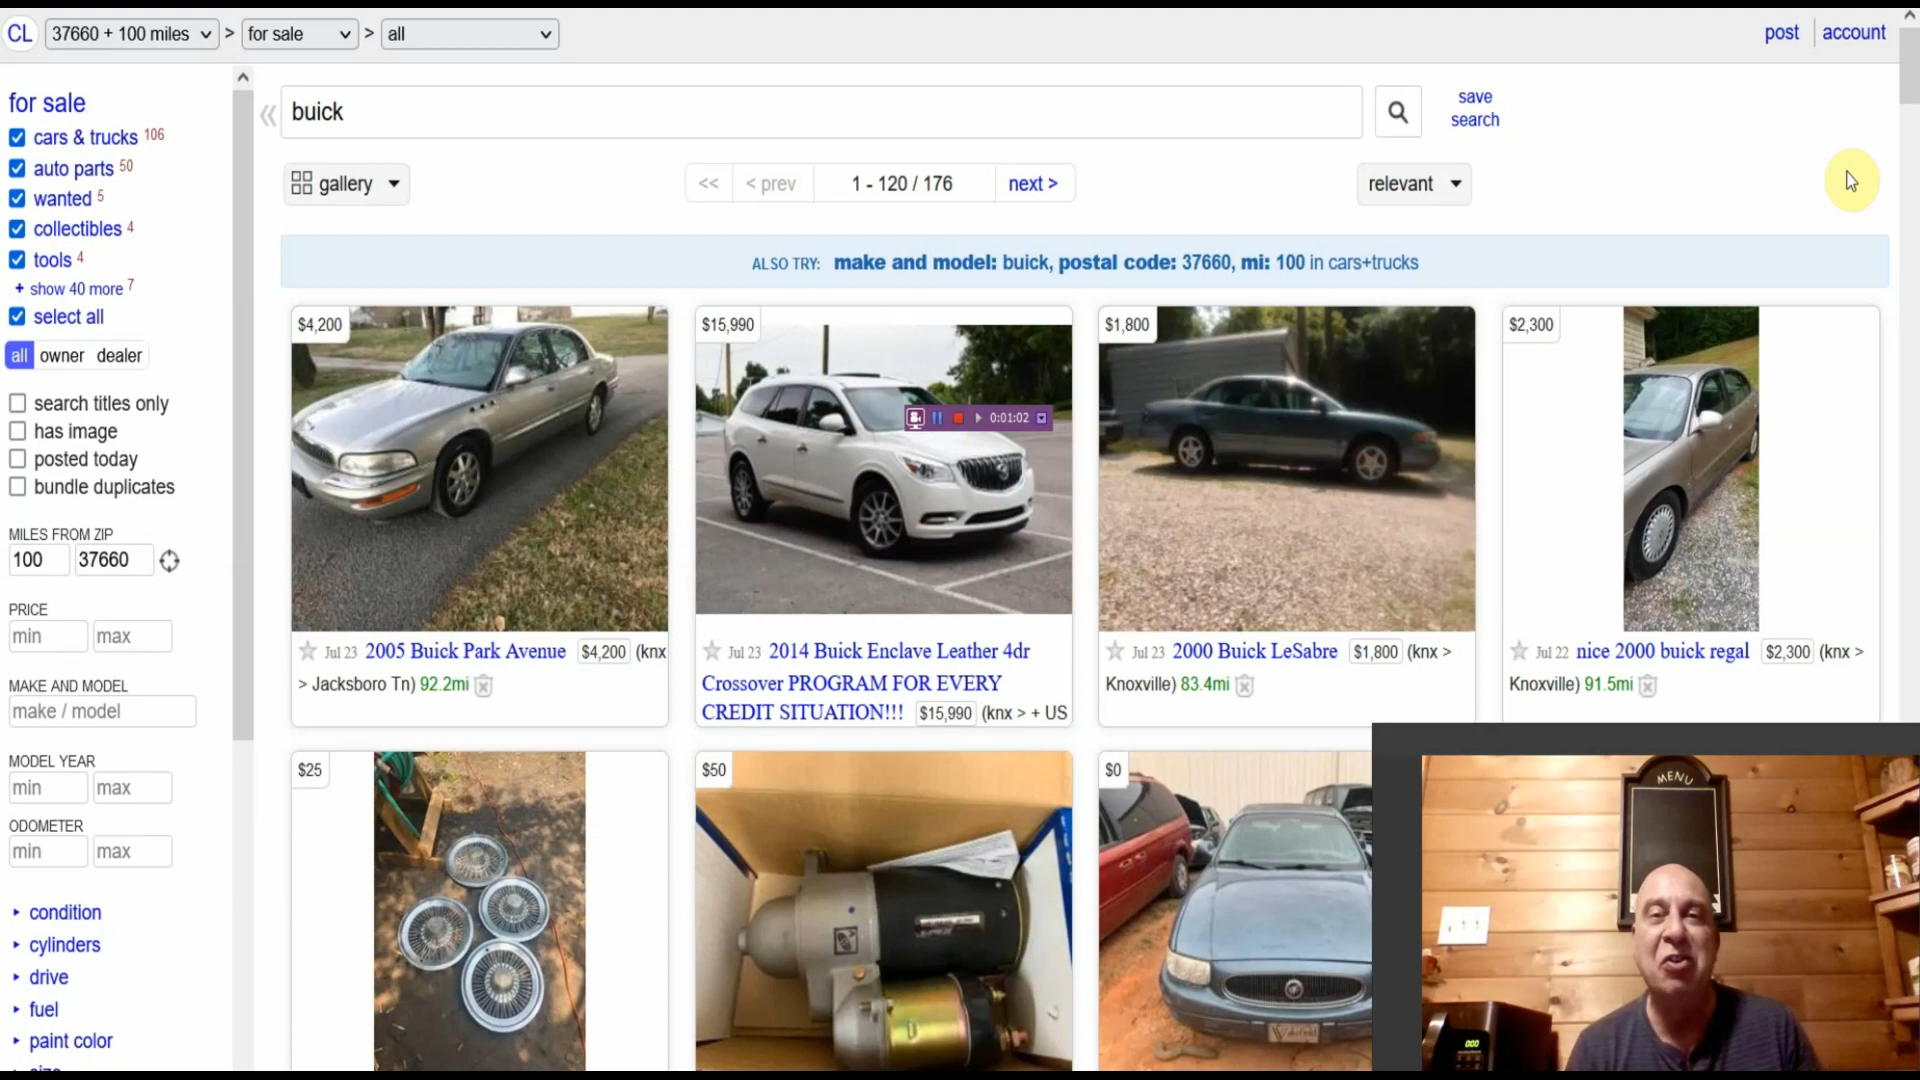 CL 37660 + 100 miles > for sale > all
post account
for sale
cars & trucks 106
auto parts 50
wanted 5
collectibles 4
tools 4
+ show 40 more 7
select all
all owner dealer
search titles only
has image
posted today
bundle duplicates
MILES FROM ZIP
100 37660
PRICE
min max
MAKE AND MODEL
make / model
MODEL YEAR
min max
ODOMETER
min max
condition
cylinders
drive
fuel
paint color
buick
save
search
gallery
<< < prev 1 - 120 / 176 next >
relevant
ALSO TRY: make and model: buick, postal code: 37660, mi: 100 in cars+trucks
$4,200
Jul 23 2005 Buick Park Avenue $4,200 (knx
> Jacksboro Tn) 92.2mi
$15,990
0:01:02
Jul 23 2014 Buick Enclave Leather 4dr
Crossover PROGRAM FOR EVERY
CREDIT SITUATION!!! $15,990 (knx > + US
$1,800
Jul 23 2000 Buick LeSabre $1,800 (knx >
Knoxville) 83.4mi
$2,300
Jul 22 nice 2000 buick regal $2,300 (knx >
Knoxville) 91.5mi
$25
$50
$0
MENU